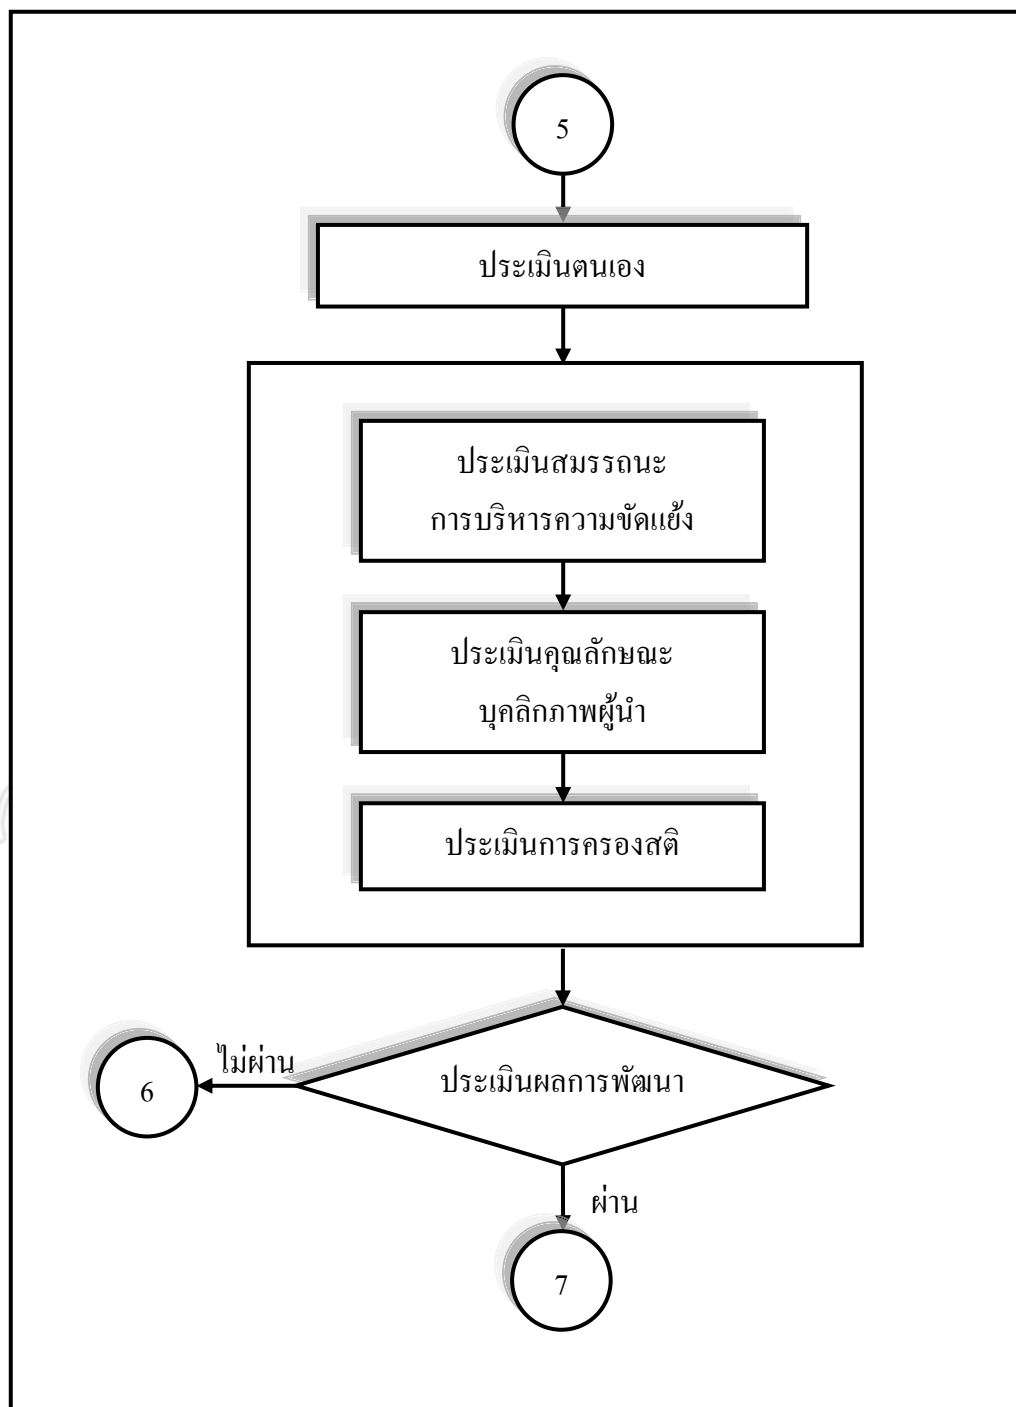 5
ประเมินตนเอง
ประเมินสมรรถนะ
การบริหารความขัดแย้ง
ประเมินคุณลักษณะ
บุคลิกภาพผู้นำ
ประเมินการครองสติ
ไม่ผ่าน
ประเมินผลการพัฒนา
6
ผ่าน
7